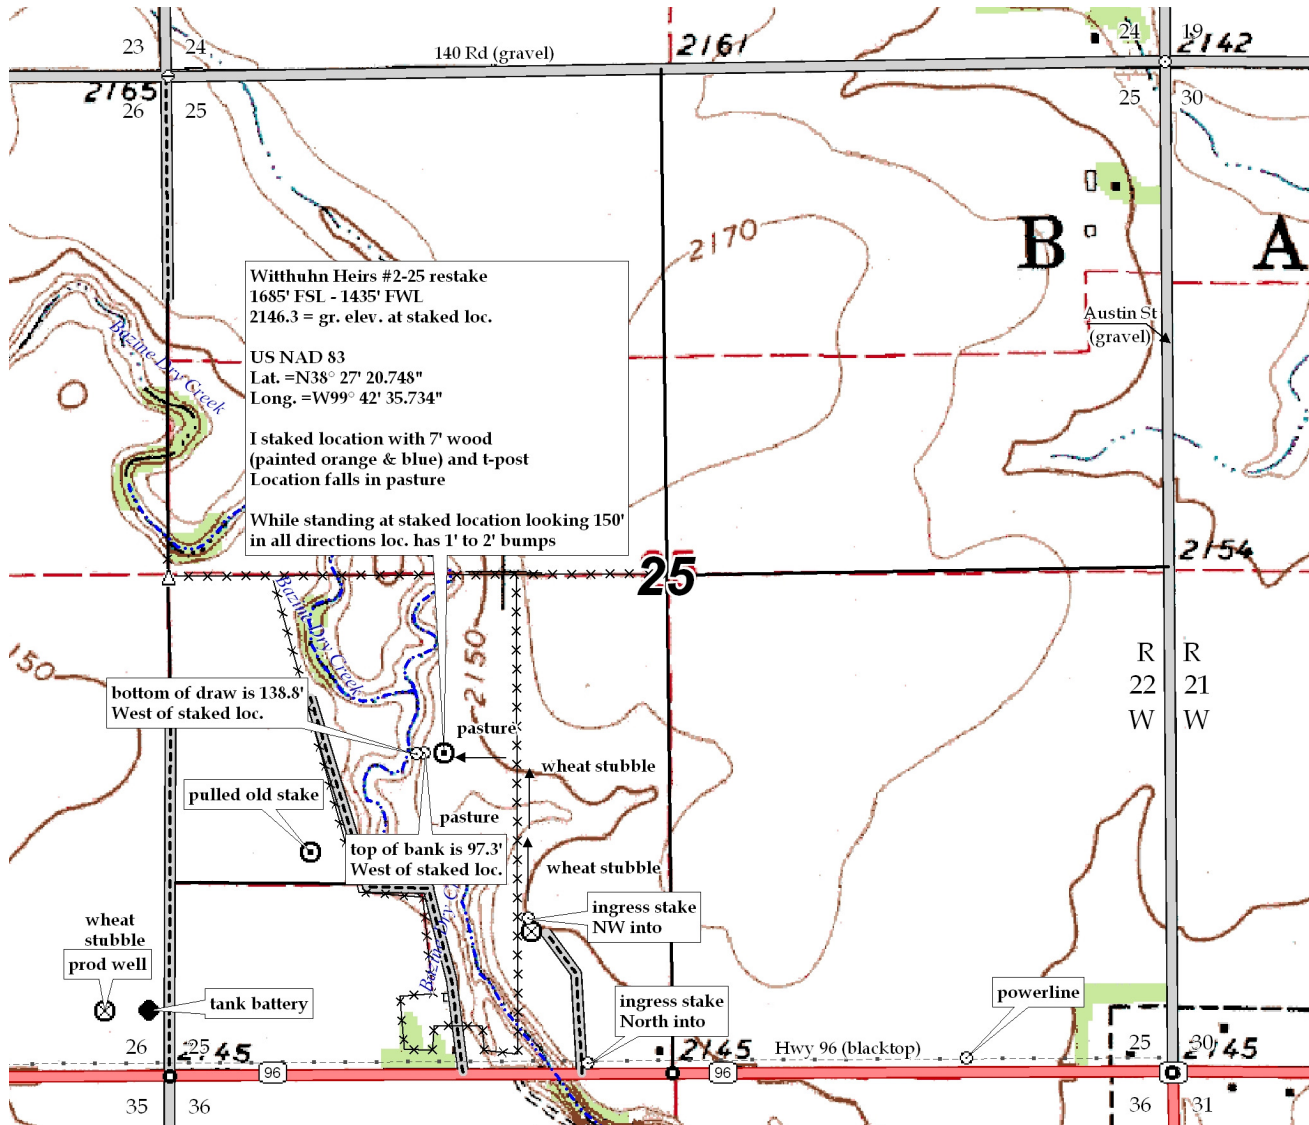 23 24
140 Rd (gravel)
2161
24 19
2142
2165
26 25
25 30
2170
B
A
Austin St
(gravel)
Witthuhn Heirs #2-25 restake
1685' FSL - 1435' FWL
2146.3 = gr. elev. at staked loc.
US NAD 83
Lat. =N38° 27' 20.748"
Long. =W99° 42' 35.734"
I staked location with 7' wood
(painted orange & blue) and t-post
Location falls in pasture
While standing at staked location looking 150'
in all directions loc. has 1' to 2' bumps
Bazine Dry Creek
25
2154
Bazine Dry Creek
2150
150
R R
22 21
W W
bottom of draw is 138.8'
West of staked loc.
pasture
wheat stubble
pulled old stake
pasture
top of bank is 97.3'
West of staked loc.
wheat stubble
ingress stake
NW into
wheat
stubble
prod well
Bazine Dry
tank battery
ingress stake
North into
powerline
26 25
2145
2145
Hwy 96 (blacktop)
25 30
2145
96
96
35 36
36 31